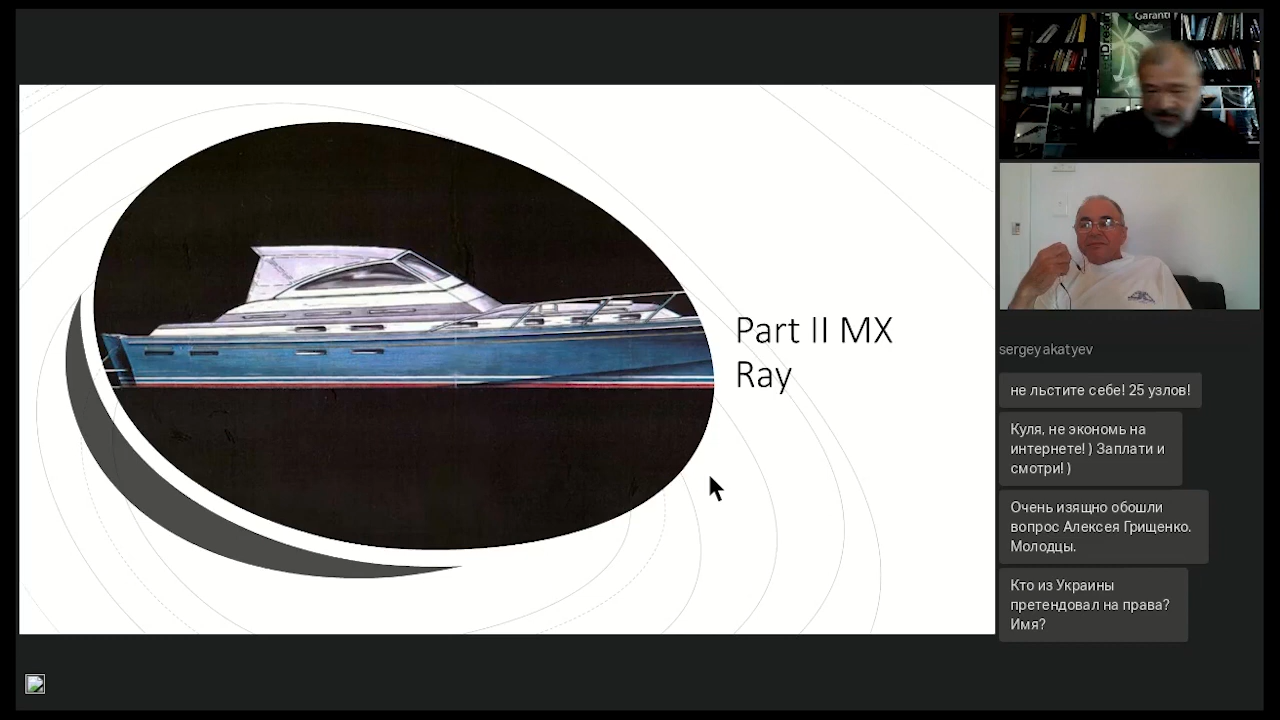 Part II MX
Ray
Garanti
sergeyakatyev
не льстите себе! 25 узлов!
Куля, не экономь на
интернете! ) Заплати и
смотри! )
Очень изящно обошли
вопрос Алексея Грищенко.
Молодцы.
Кто из Украины
претендовал на права?
Имя?